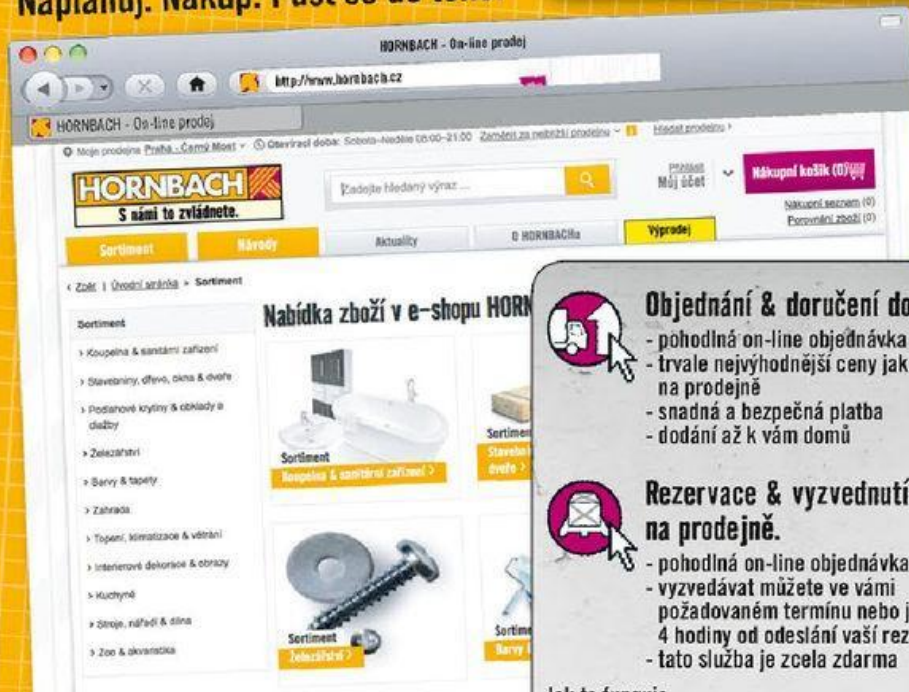 Naplánuj. Nakup. Pusť se do
HORNBACH - On-line prodej
http://www.hornbach.cz
HORNBACH - On-line prodej
Moje prodejna Praha - Černý Most
Otevírací doba: Sobota-Neděle 08:00-21:00 Zaměnit za nejbližší prodejnu
Hledat prodejnu
HORNBACH
S námi to zvládnete.
Zadejte hledaný výraz ...
Přihlásit
Můj účet
Nákupní košík (0)
Nákupní seznam (0)
Porovnání zboží (0)
Sortiment
Návody
Aktuality
O HORNBACHu
Výprodej
‹ Zpět | Úvodní stránka > Sortiment
Sortiment
› Koupelna & sanitární zařízení
› Stavebniny, dřevo, okna & dveře
› Podlahové krytiny & obklady a
dlažby
› Železářství
› Barvy & tapety
› Zahrada
› Topení, klimatizace & větrání
› Interierové dekorace & obrazy
› Kuchyně
› Stroje, nářadí & dílna
› Zoo & akvaristika
Nabídka zboží v e-shopu HORN
Sortiment
Koupelna & sanitární zařízení ›
Sortimen
Stavebn
dveře ›
Sortiment
Železářství ›
Sortime
Barvy
Objednání & doručení do
- pohodlná on-line objednávka
- trvale nejvýhodnější ceny jak
na prodejně
- snadná a bezpečná platba
- dodání až k vám domů
Rezervace & vyzvednutí
na prodejně.
- pohodlná on-line objednávka
- vyzvedávat můžete ve vámi
požadovaném termínu nebo j
4 hodiny od odeslání vaší rez
- tato služba je zcela zdarma